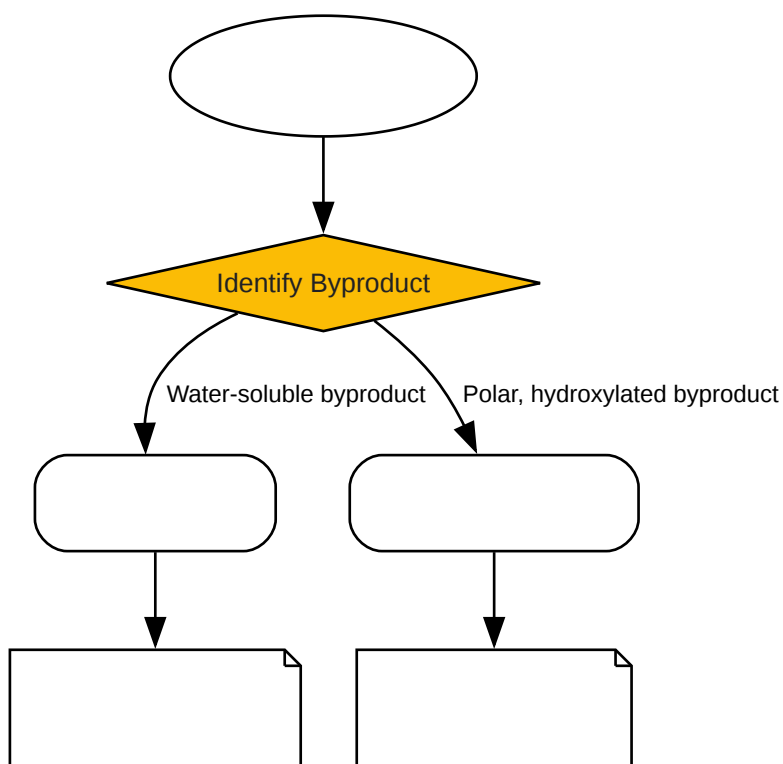 Identify Byproduct
Water-soluble byproduct
Polar, hydroxylated byproduct